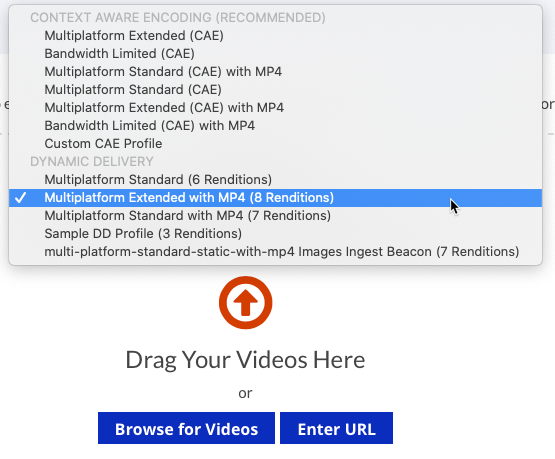 CONTEXT AWARE ENCODING (RECOMMENDED)
Multiplatform Extended (CAE)
Bandwidth Limited (CAE)
Multiplatform Standard (CAE) with MP4
Multiplatform Standard (CAE)
Multiplatform Extended (CAE) with MP4
Bandwidth Limited (CAE) with MP4
Custom CAE Profile
DYNAMIC DELIVERY
Multiplatform Standard (6 Renditions)
✓ Multiplatform Extended with MP4 (8 Renditions)
Multiplatform Standard with MP4 (7 Renditions)
Sample DD Profile (3 Renditions)
multi-platform-standard-static-with-mp4 Images Ingest Beacon (7 Renditions)
Drag Your Videos Here
or
Browse for Videos Enter URL